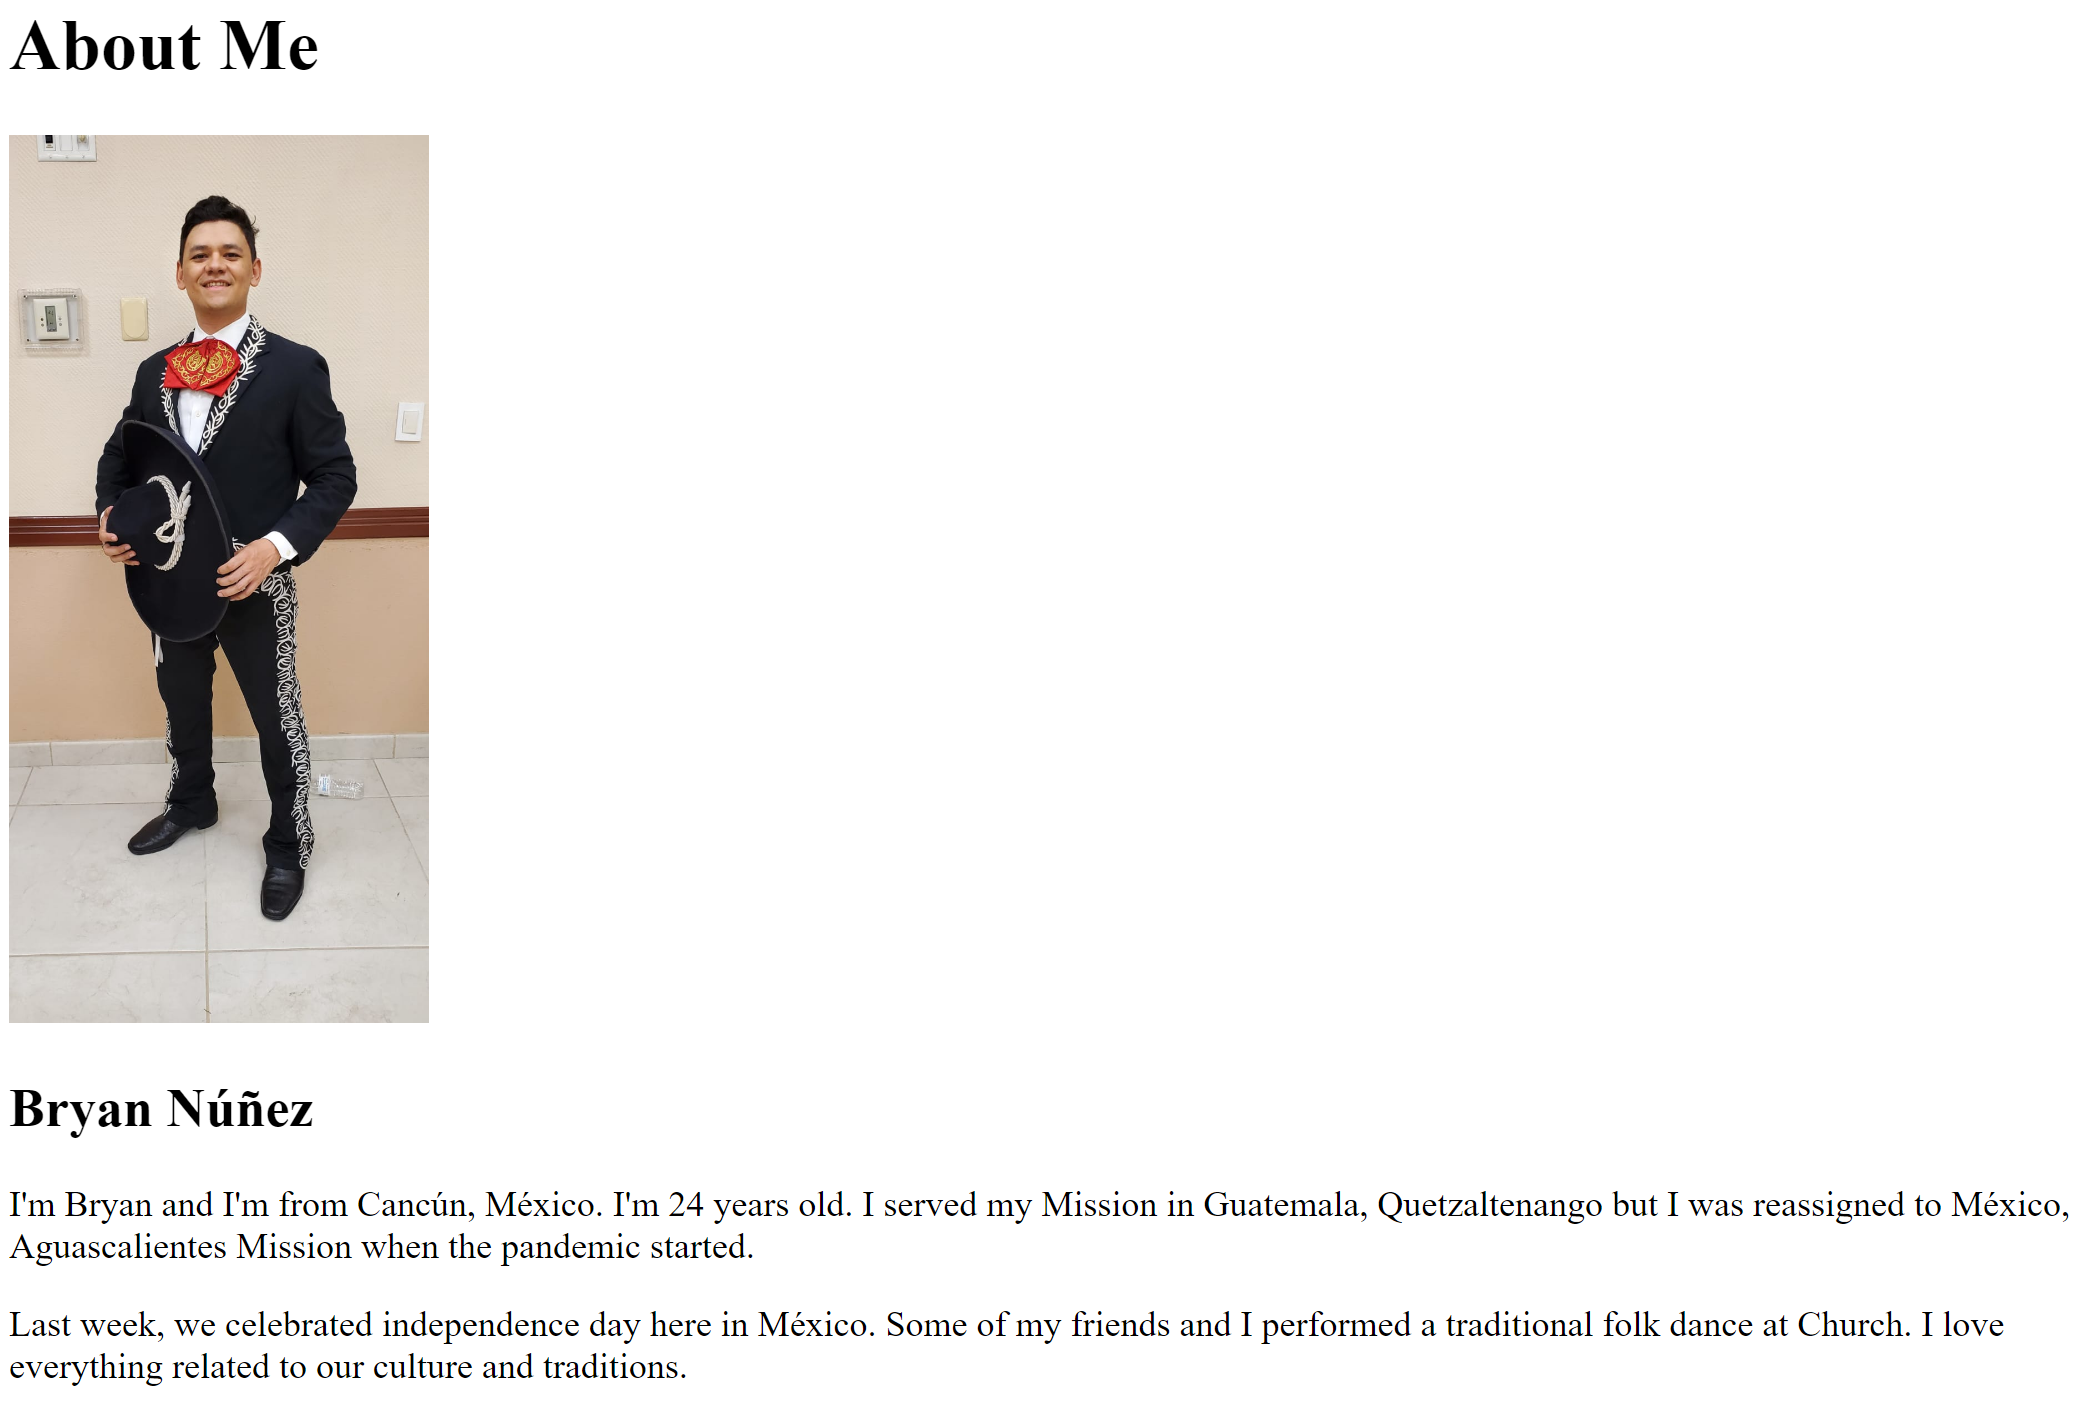 About Me
Bryan Núñez
I'm Bryan and I'm from Cancún, México. I'm 24 years old. I served my Mission in Guatemala, Quetzaltenango but I was reassigned to México,
Aguascalientes Mission when the pandemic started.
Last week, we celebrated independence day here in México. Some of my friends and I performed a traditional folk dance at Church. I love
everything related to our culture and traditions.